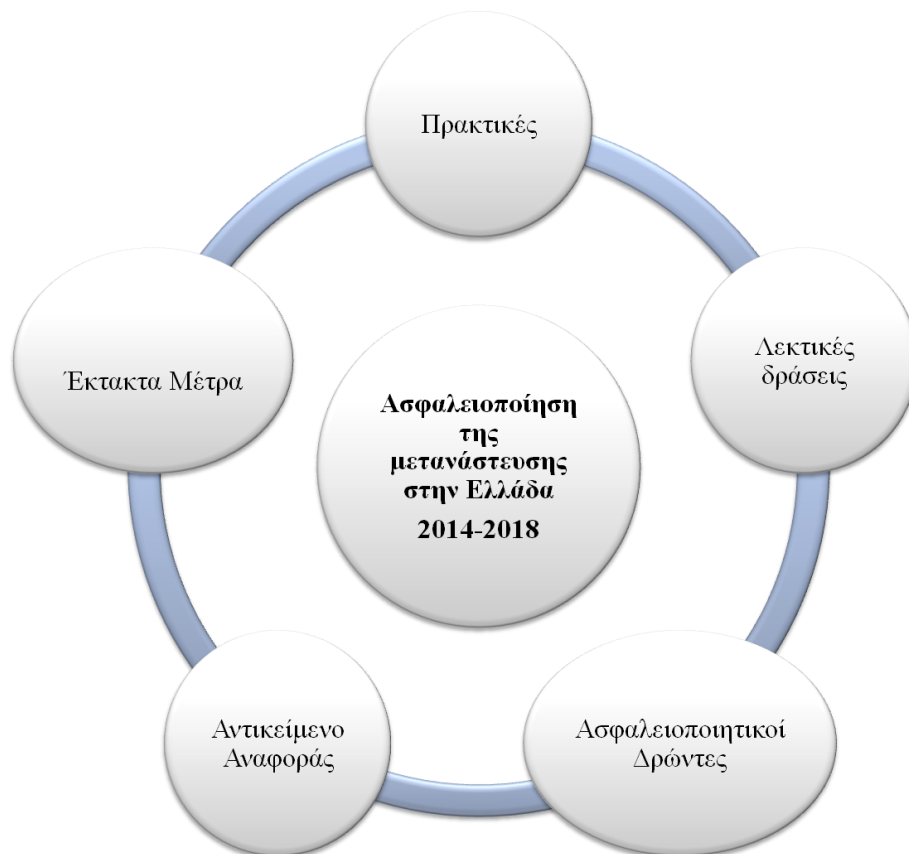 Πρακτικές
Λεκτικές
δράσεις
Ασφαλειοποιητικοί
Δρώντες
Αντικείμενο
Αναφοράς
Έκτακτα Μέτρα
Ασφαλειοποίηση
της
μετανάστευσης
στην Ελλάδα
2014-2018